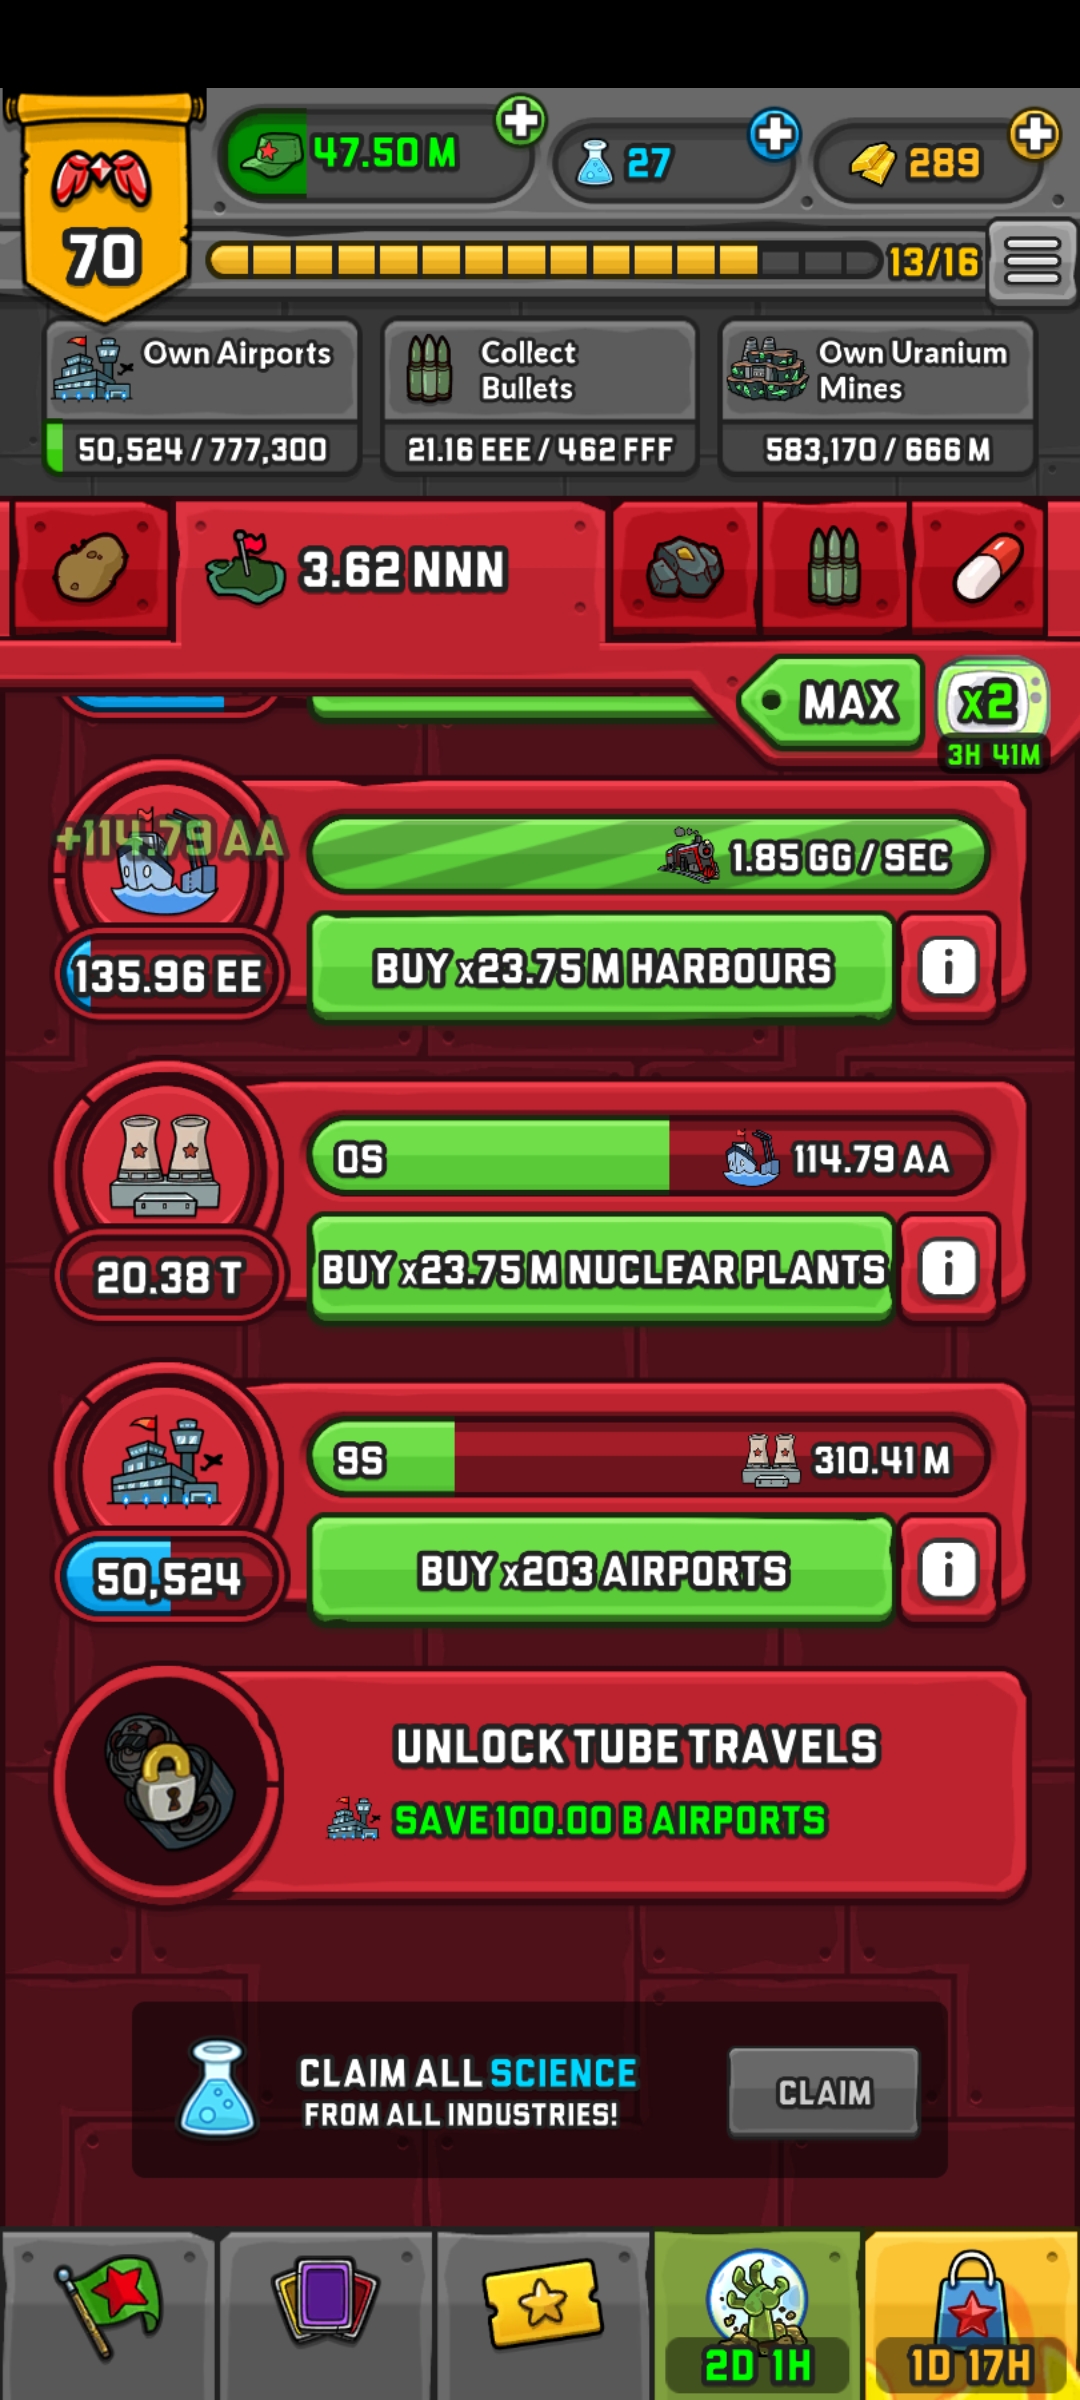 47.50 M
27
289
70
13/16
Own Airports
50,524 / 777,300
Collect
Bullets
21.16 EEE / 462 FFF
Own Uranium
Mines
583,170 / 666 M
3.62 NNN
MAX
x2
3H 41M
+114.79 AA
1.85 GG / SEC
135.96 EE
BUY x23.75 M HARBOURS
i
0S
114.79 AA
20.38 T
BUY x23.75 M NUCLEAR PLANTS
i
9S
310.41 M
50,524
BUY x203 AIRPORTS
i
UNLOCK TUBE TRAVELS
SAVE 100.00 B AIRPORTS
CLAIM ALL SCIENCE
FROM ALL INDUSTRIES!
CLAIM
2D 1H
1D 17H